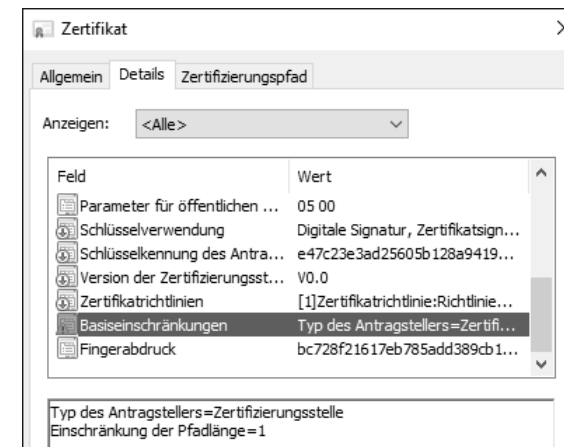 Zertifikat
Allgemein Details Zertifizierungspfad
Anzeigen: <Alle>
Feld Wert
Parameter für öffentlichen ... 05 00
Schlüsselverwendung Digitale Signatur, Zertifikatsign...
Schlüsselkennung des Antra... e47c23e3ad25605b128a9419...
Version der Zertifizierungsst... V0.0
Zertifikatrichtlinien [1]Zertifikatrichtlinie:Richtlinie...
Basiseinschränkungen Typ des Antragstellers=Zertifi...
Fingerabdruck bc728f21617eb785add389cb1...
Typ des Antragstellers=Zertifizierungsstelle
Einschränkung der Pfadlänge=1